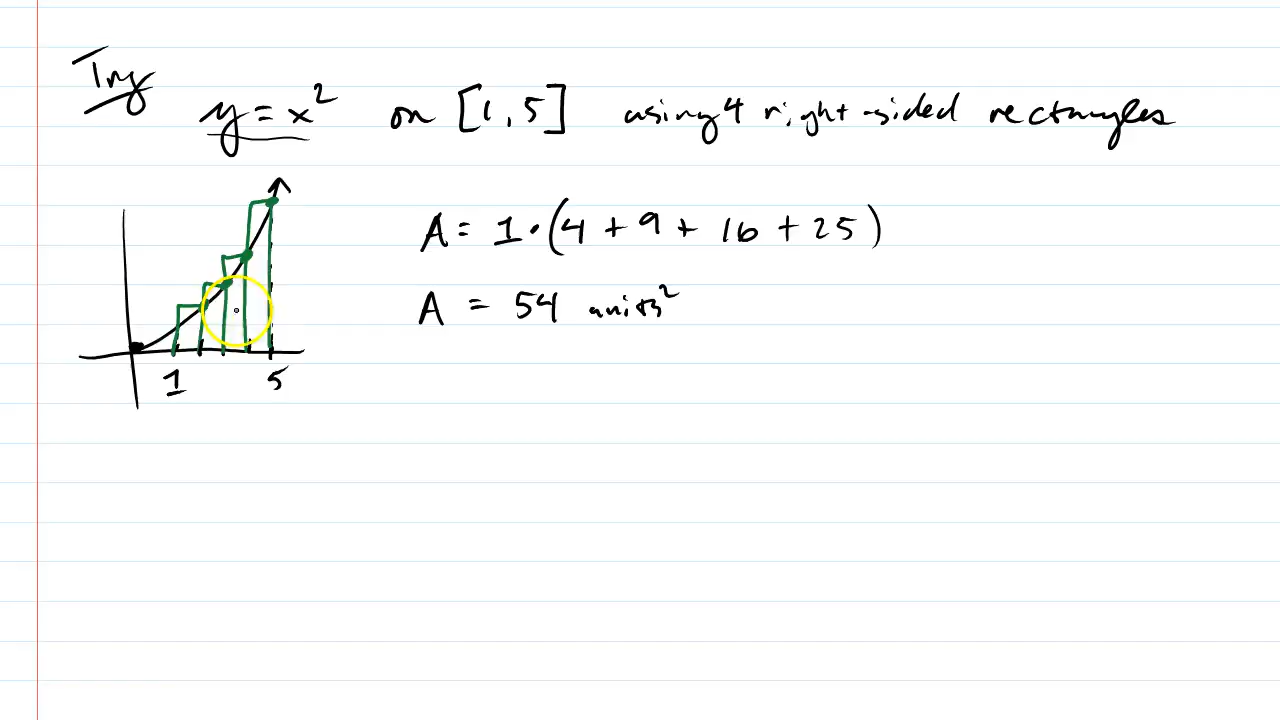 Try
y = x² on [1, 5] using 4 right-sided rectangles
A = 1 • (4 + 9 + 16 + 25)
A = 54 units²
1 5